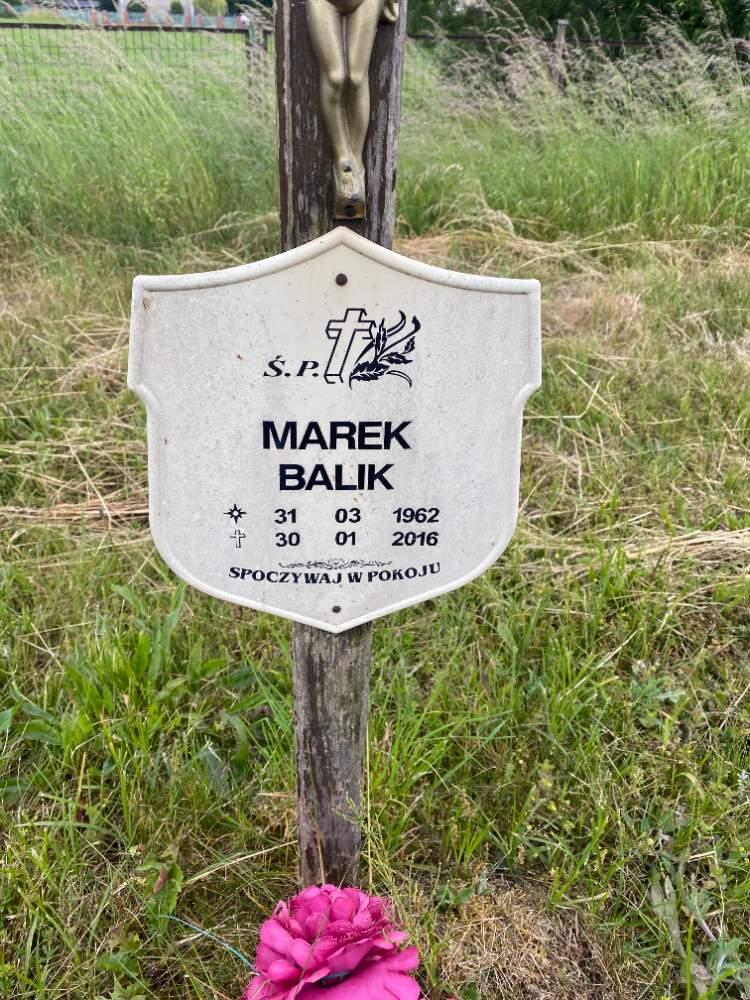 Ś.P.
MAREK
BALIK
31 03 1962
30 01 2016
SPOCZYWAJ W POKOJU